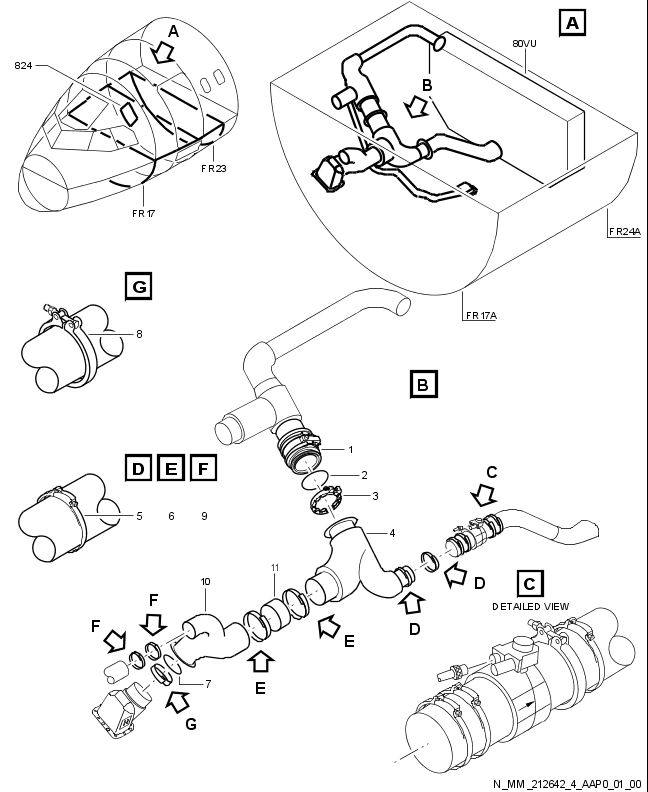 A
A
80VU
824
B
FR23
FR17
FR24A
G
FR17A
8
B
1
C
D E F
2
3
5 6 9
4
11
C
10
D
DETAILED VIEW
F
F
D
E
7
E
G
N_MM_212642_4_AAP0_01_00